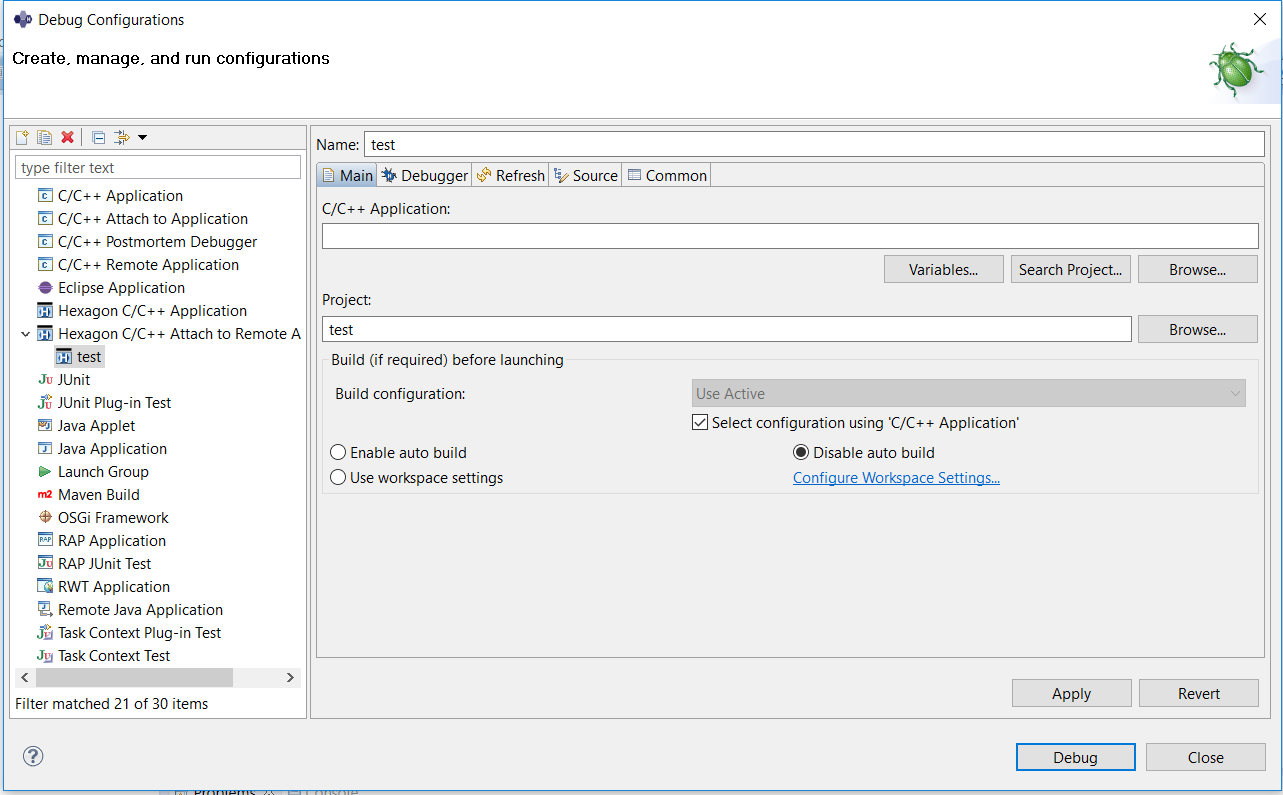 Debug Configurations
Create, manage, and run configurations
type filter text
C/C++ Application
C/C++ Attach to Application
C/C++ Postmortem Debugger
C/C++ Remote Application
Eclipse Application
Hexagon C/C++ Application
Hexagon C/C++ Attach to Remote A
test
JUnit
JUnit Plug-in Test
Java Applet
Java Application
Launch Group
m2 Maven Build
OSGi Framework
RAP Application
RAP JUnit Test
RWT Application
Remote Java Application
Task Context Plug-in Test
Task Context Test
Filter matched 21 of 30 items
Name: test
Main Debugger Refresh Source Common
C/C++ Application:
Variables... Search Project... Browse...
Project:
test Browse...
Build (if required) before launching
Build configuration: Use Active
Select configuration using 'C/C++ Application'
Enable auto build Disable auto build
Use workspace settings Configure Workspace Settings...
Apply Revert
Debug Close
Problems Console